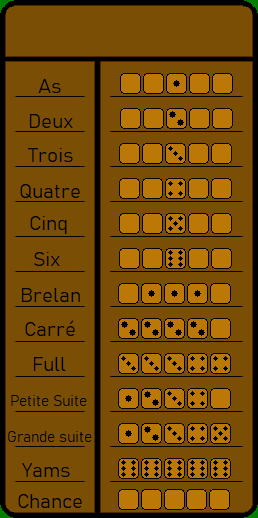 As
Deux
Trois
Quatre
Cinq
Six
Brelan
Carré
Full
Petite Suite
Grande suite
Yams
Chance